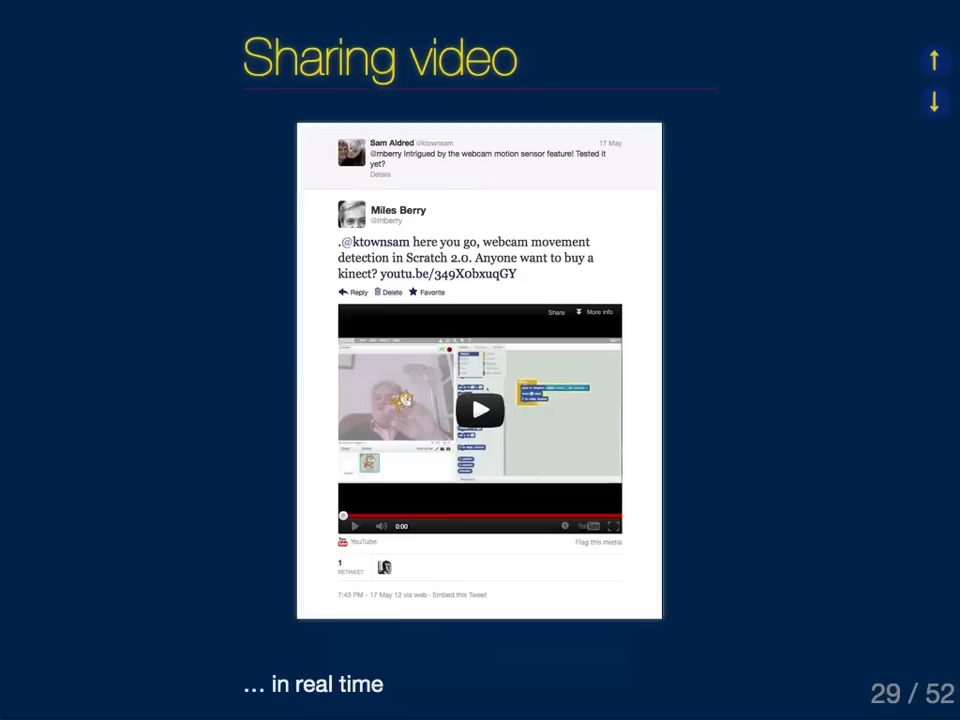 Sharing video
↑
↓
Sam Aldred @ktownsam 17 May
@mberry Intrigued by the webcam motion sensor feature! Tested it
yet?
Details
Miles Berry
@mberry
.@ktownsam here you go, webcam movement
detection in Scratch 2.0. Anyone want to buy a
kinect? youtu.be/349X0bxuqGY
Reply Delete Favorite
Share More info
0:00 YouTube
YouTube Flag this media
1
RETWEET
7:43 PM - 17 May 12 via web · Embed this Tweet
… in real time
29 / 52